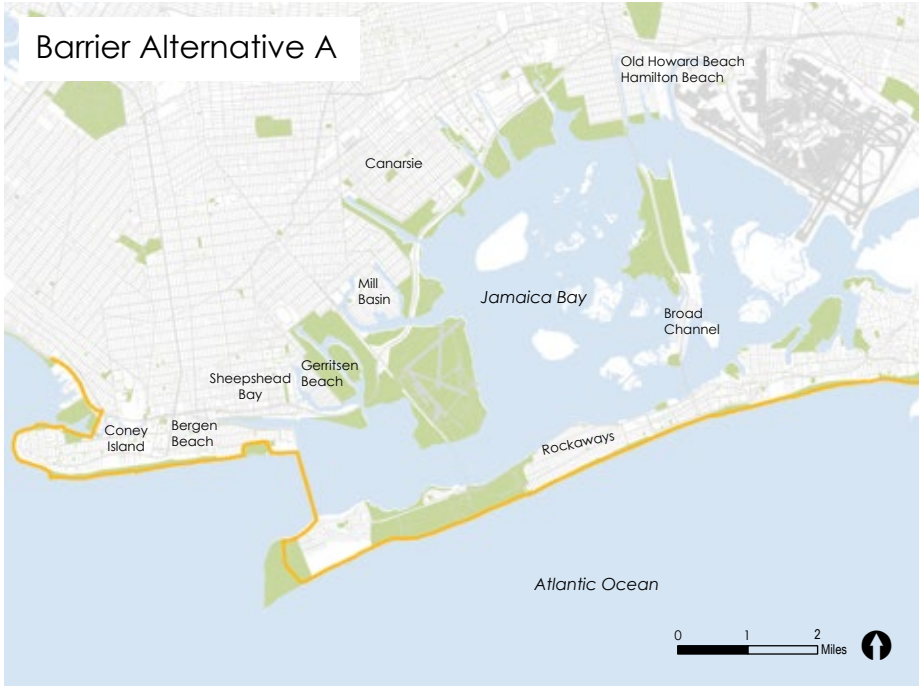 Barrier Alternative A
Old Howard Beach
Hamilton Beach
Canarsie
Mill
Basin
Jamaica Bay
Broad
Channel
Gerritsen
Beach
Sheepshead
Bay
Coney
Island
Bergen
Beach
Rockaways
Atlantic Ocean
0 1 2
Miles